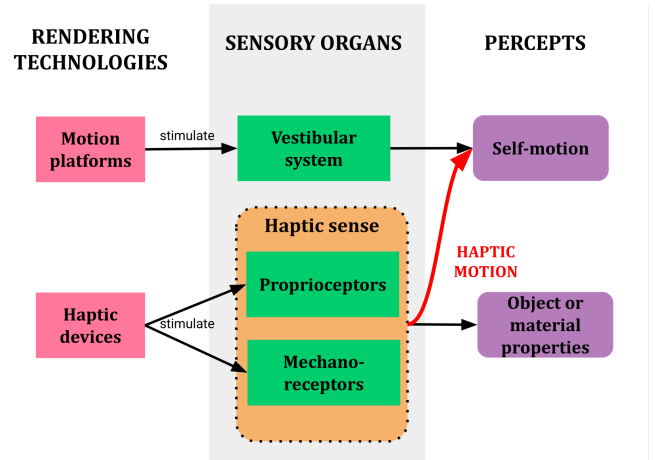 RENDERING
TECHNOLOGIES
SENSORY ORGANS
PERCEPTS
Motion
platforms
stimulate
Vestibular
system
Self-motion
Haptic sense
Proprioceptors
HAPTIC
MOTION
Haptic
devices
stimulate
Mechano-
receptors
Object or
material
properties